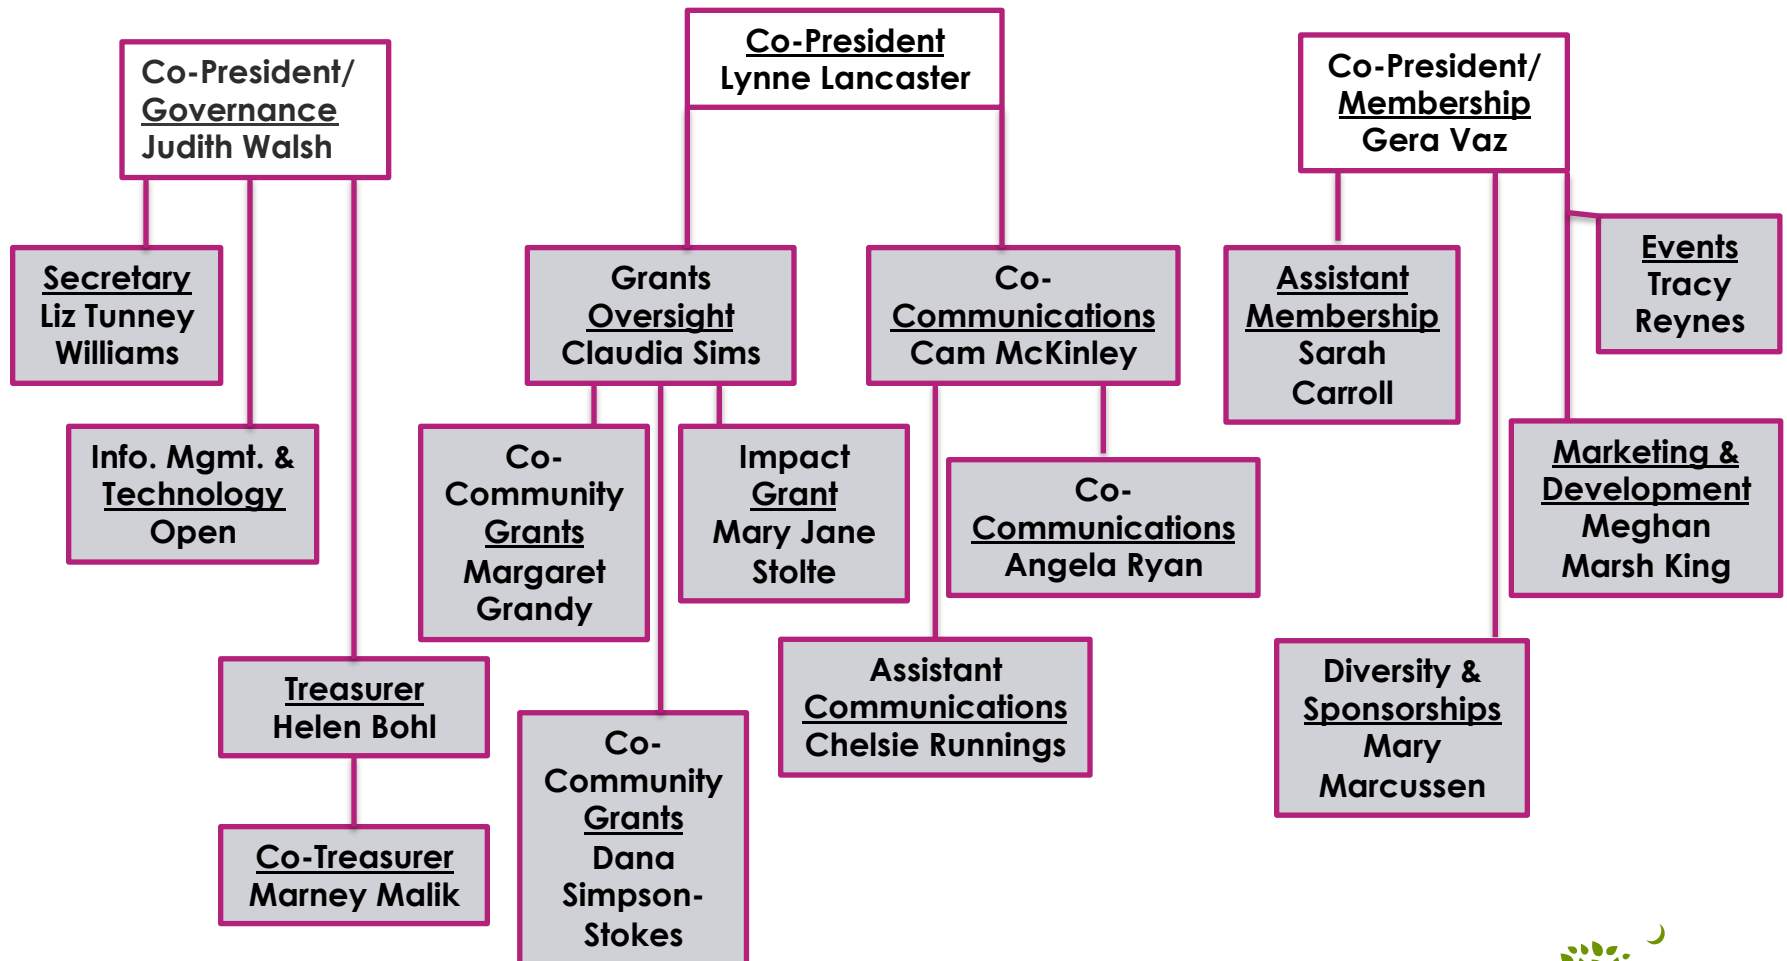 Co-President/
Governance
Judith Walsh
Co-President
Lynne Lancaster
Co-President/
Membership
Gera Vaz
Secretary
Liz Tunney
Williams
Grants
Oversight
Claudia Sims
Co-
Communications
Cam McKinley
Assistant
Membership
Sarah
Carroll
Events
Tracy
Reynes
Info. Mgmt. &
Technology
Open
Co-
Community
Grants
Margaret
Grandy
Impact
Grant
Mary Jane
Stolte
Co-
Communications
Angela Ryan
Marketing &
Development
Meghan
Marsh King
Treasurer
Helen Bohl
Assistant
Communications
Chelsie Runnings
Diversity &
Sponsorships
Mary
Marcussen
Co-
Community
Grants
Dana
Simpson-
Stokes
Co-Treasurer
Marney Malik